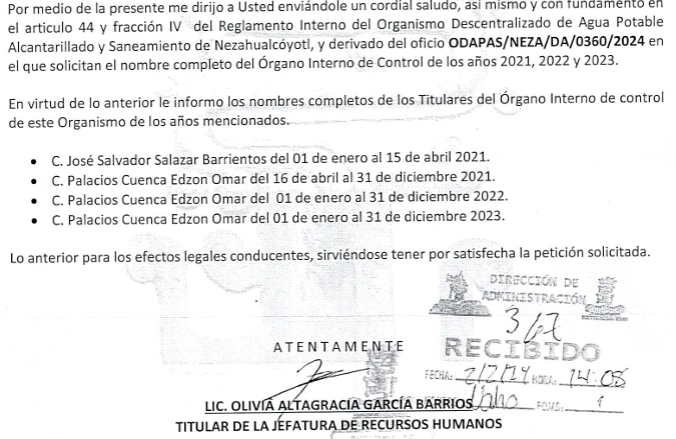 Por medio de la presente me dirijo a Usted enviándole un cordial saludo, así mismo y con fundamento en
el articulo 44 y fracción IV del Reglamento Interno del Organismo Descentralizado de Agua Potable
Alcantarillado y Saneamiento de Nezahualcóyotl, y derivado del oficio ODAPAS/NEZA/DA/0360/2024 en
el que solicitan el nombre completo del Órgano Interno de Control de los años 2021, 2022 y 2023.
En virtud de lo anterior le informo los nombres completos de los Titulares del Órgano Interno de control
de este Organismo de los años mencionados.
• C. José Salvador Salazar Barrientos del 01 de enero al 15 de abril 2021.
• C. Palacios Cuenca Edzon Omar del 16 de abril al 31 de diciembre 2021.
• C. Palacios Cuenca Edzon Omar del 01 de enero al 31 de diciembre 2022.
• C. Palacios Cuenca Edzon Omar del 01 de enero al 31 de diciembre 2023.
Lo anterior para los efectos legales conducentes, sirviéndose tener por satisfecha la petición solicitada.
DIRECCIÓN DE
ADMINISTRACIÓN
367
ATENTAMENTE
RECIBIDO
FECHA: 2/7/24 HORA: 14:08
FOJAS: 1
LIC. OLIVIA ALTAGRACIA GARCÍA BARRIOS
TITULAR DE LA JEFATURA DE RECURSOS HUMANOS